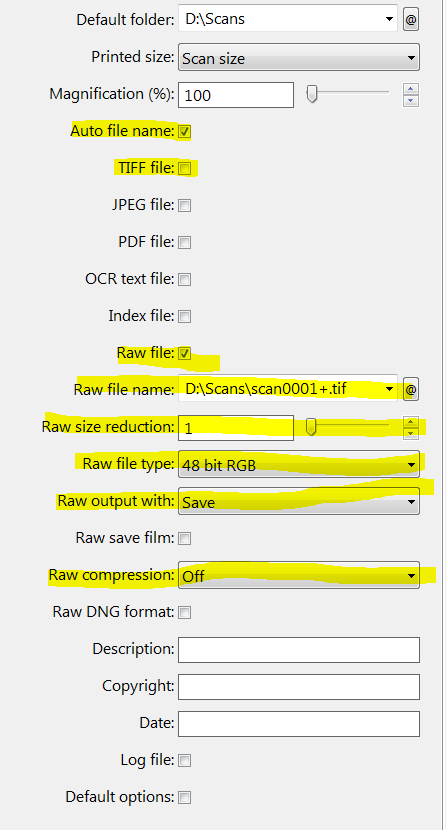 Default folder: D:\Scans @
Printed size: Scan size
Magnification (%): 100
Auto file name:
TIFF file:
JPEG file:
PDF file:
OCR text file:
Index file:
Raw file:
Raw file name: D:\Scans\scan0001+.tif @
Raw size reduction: 1
Raw file type: 48 bit RGB
Raw output with: Save
Raw save film:
Raw compression: Off
Raw DNG format:
Description:
Copyright:
Date:
Log file:
Default options: